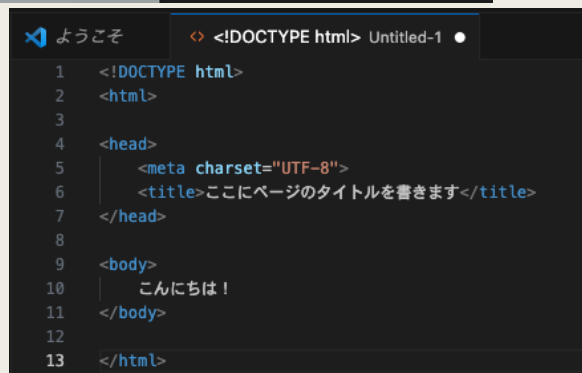 ようこそ
<> <!DOCTYPE html> Untitled-1 ●
1 <!DOCTYPE html>
2 <html>
3
4 <head>
5     <meta charset="UTF-8">
6     <title>ここにページのタイトルを書きます</title>
7 </head>
8
9 <body>
10     こんにちは！
11 </body>
12
13 </html>